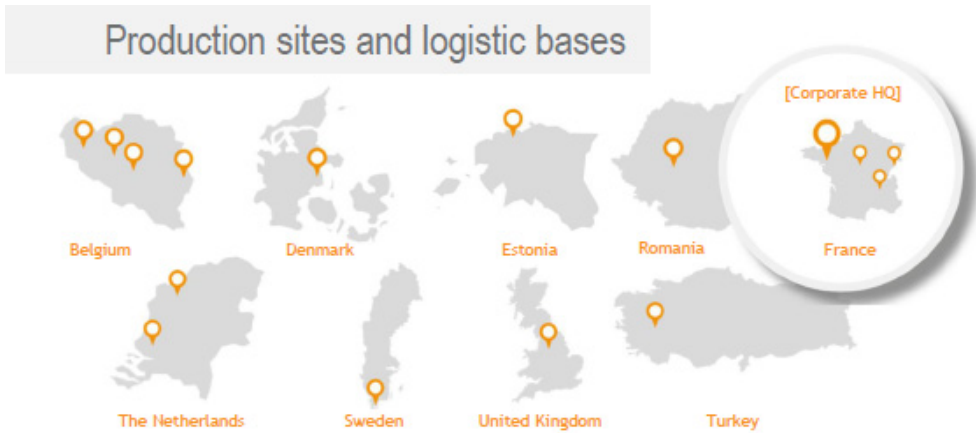 Production sites and logistic bases
[Corporate HQ]
Belgium
Denmark
Estonia
Romania
France
The Netherlands
Sweden
United Kingdom
Turkey